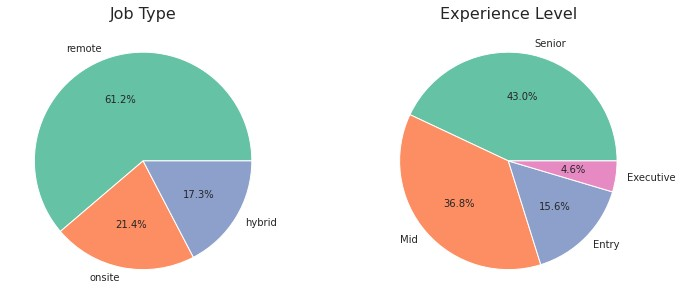 Job Type
remote
61.2%
21.4%
onsite
17.3%
hybrid
Experience Level
Senior
43.0%
36.8%
Mid
15.6%
Entry
4.6%
Executive